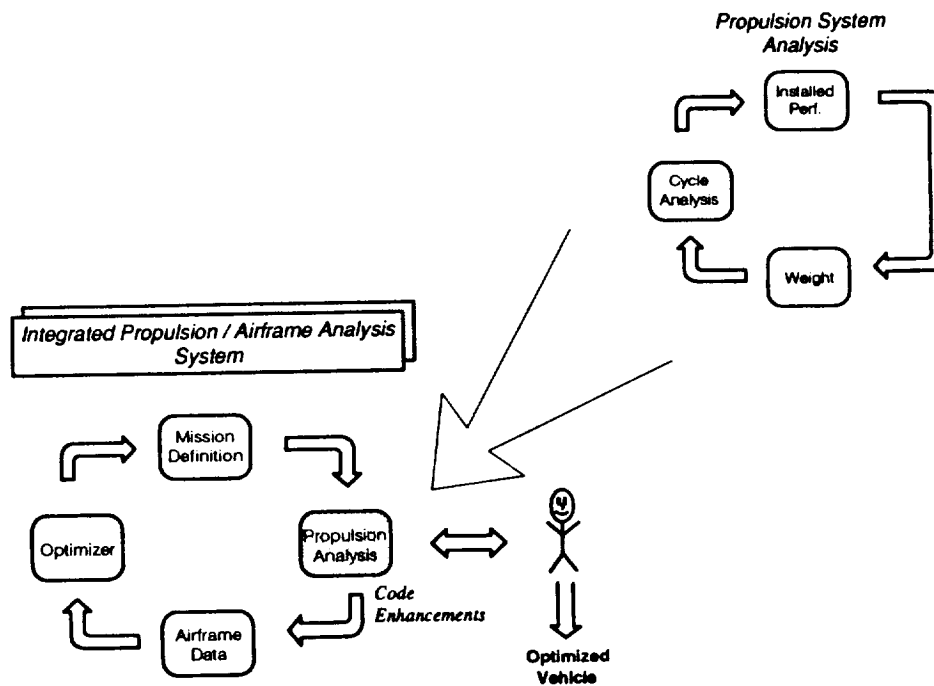 Propulsion System
Analysis
Installed
Perf.
Cycle
Analysis
Weight
Integrated Propulsion / Airframe Analysis
System
Mission
Definition
Optimizer
Propulsion
Analysis
Code
Enhancements
Airframe
Data
Optimized
Vehicle